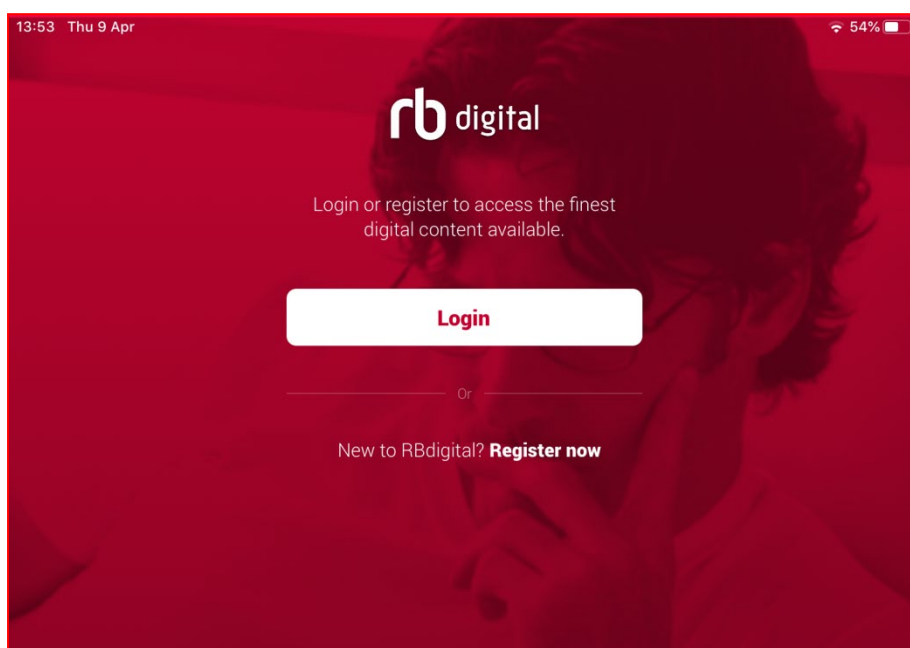 13:53 Thu 9 Apr 54%
rb digital
Login or register to access the finest
digital content available.
Login
Or
New to RBdigital? Register now